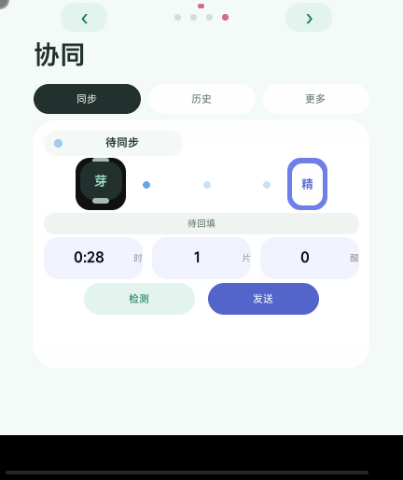 ‹ ›
协同
同步 历史 更多
待同步
芽 精
待回填
0:28 时 1 片 0 醒
检测 发送